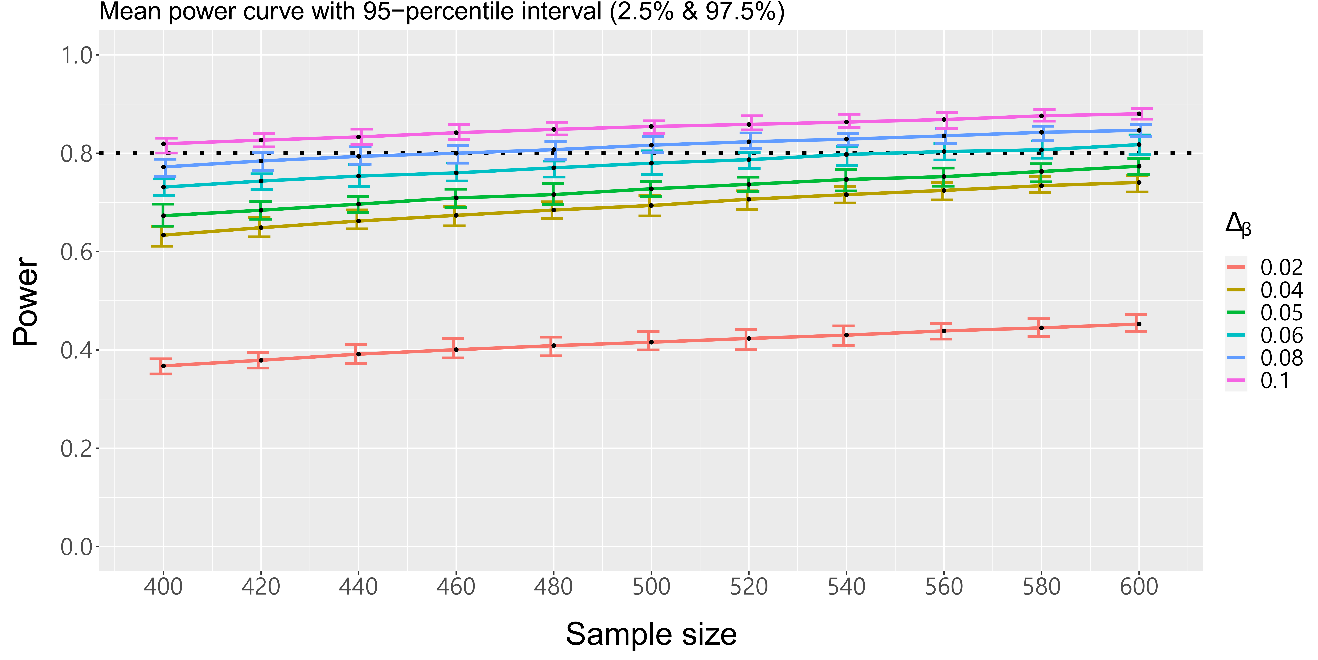 Mean power curve with 95−percentile interval (2.5% & 97.5%)
1.0
0.8
0.6
0.4
0.2
0.0
Power
400 420 440 460 480 500 520 540 560 580 600
Sample size
Δβ
0.02
0.04
0.05
0.06
0.08
0.1